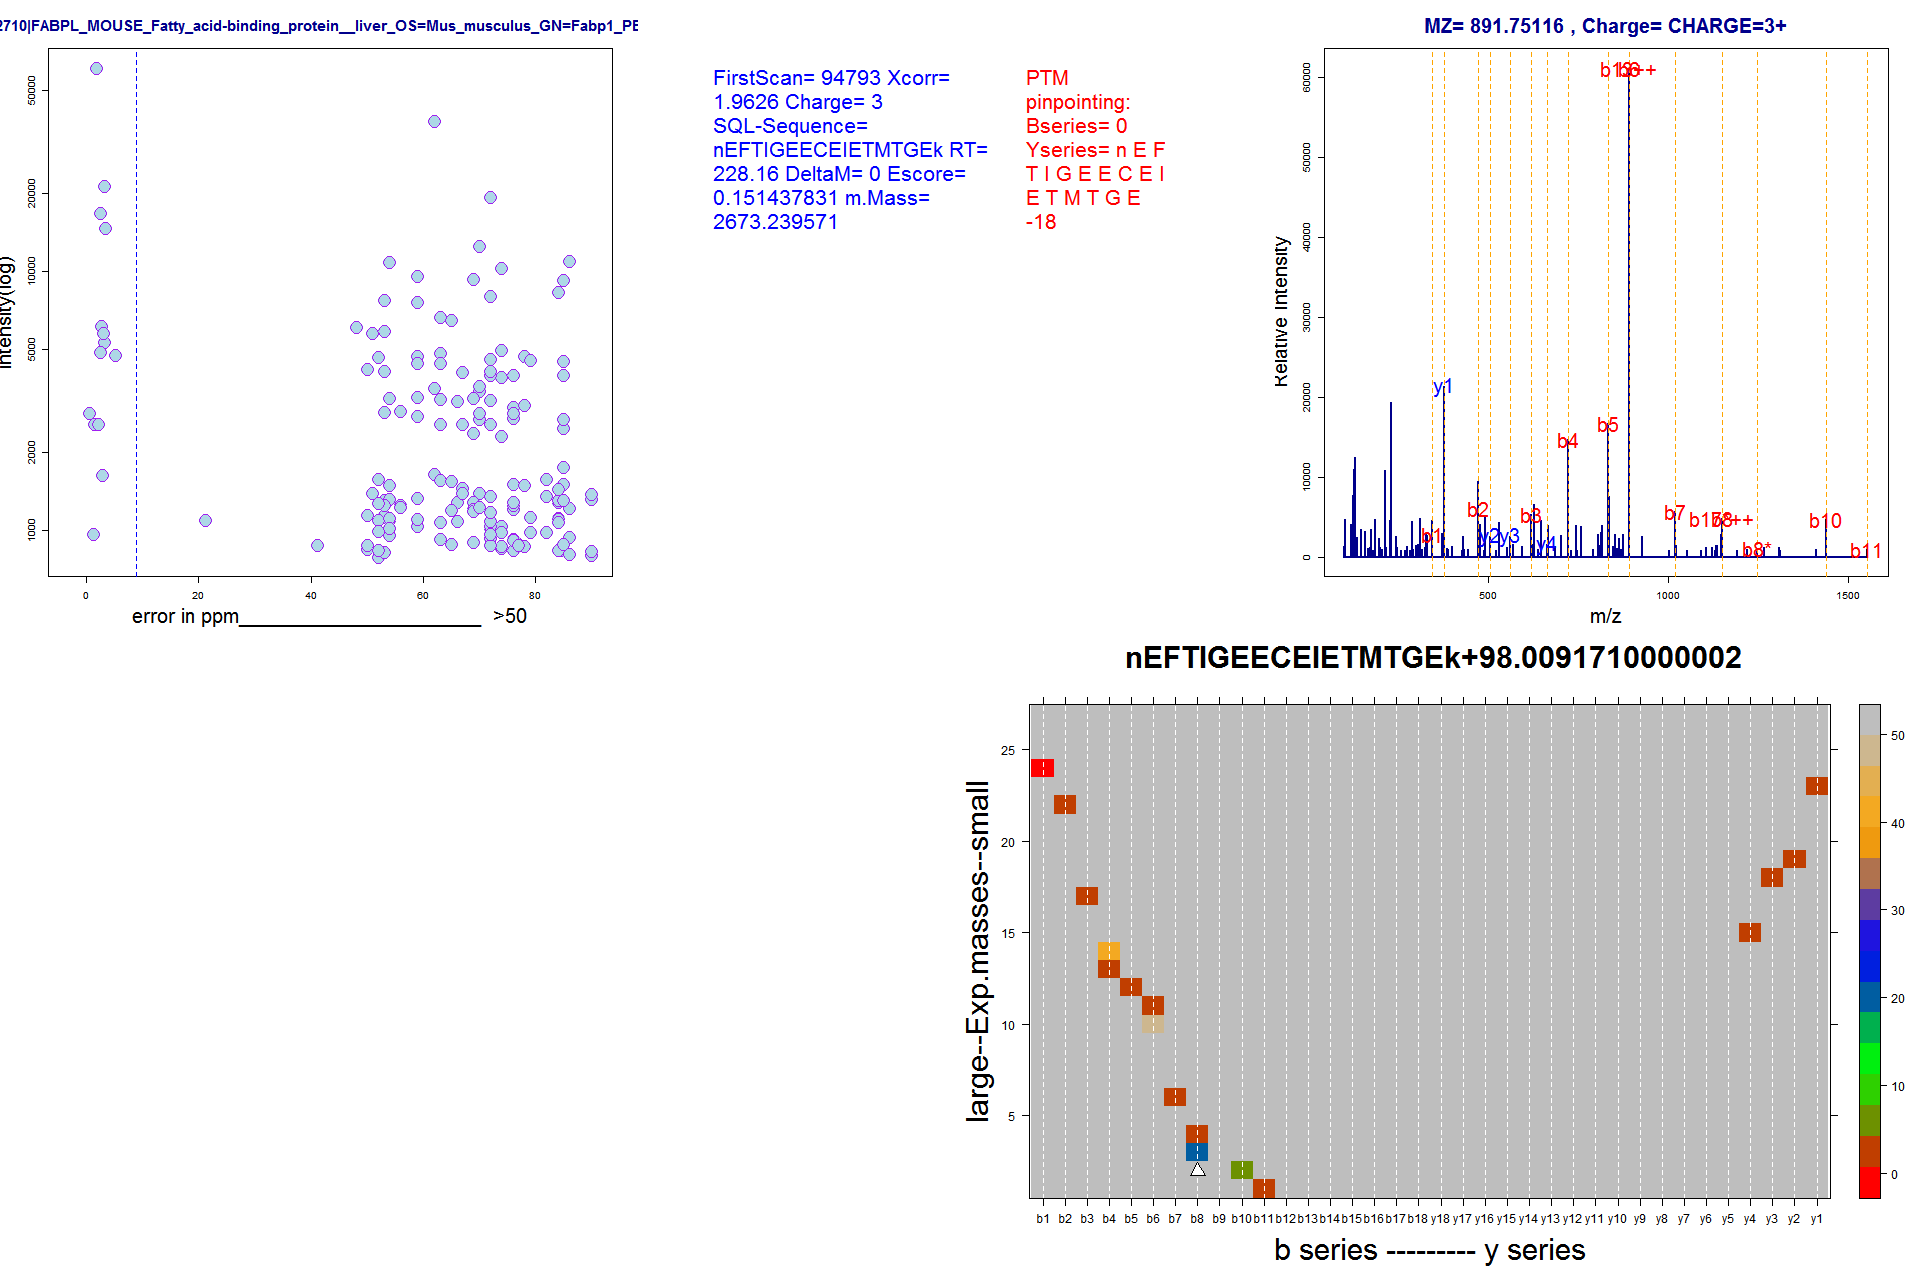 2710|FABPL_MOUSE_Fatty_acid-binding_protein__liver_OS=Mus_musculus_GN=Fabp1_PE
50000
20000
10000
5000
2000
1000
intensity(log)
0 20 40 60 80
error in ppm >50
FirstScan= 94793 Xcorr=
1.9626 Charge= 3
SQL-Sequence=
nEFTIGEECEIETMTGEk RT=
228.16 DeltaM= 0 Escore=
0.151437831 m.Mass=
2673.239571
PTM
pinpointing:
Bseries= 0
Yseries= n E F
T I G E E C E I
E T M T G E
-18
MZ= 891.75116 , Charge= CHARGE=3+
60000
50000
40000
30000
20000
10000
0
Relative Intensity
y1
b4
b5
b2
b3
b1
y2
y3
y4
b7
b8*
b10
b11
500 1000 1500
m/z
nEFTIGEECEIETMTGEk+98.0091710000002
25
20
15
10
5
large--Exp.masses--small
50
40
30
20
10
0
b1 b2 b3 b4 b5 b6 b7 b8 b9 b10 b11 b12 b13 b14 b15 b16 b17 b18 y18 y17 y16 y15 y14 y13 y12 y11 y10 y9 y8 y7 y6 y5 y4 y3 y2 y1
b series --------- y series